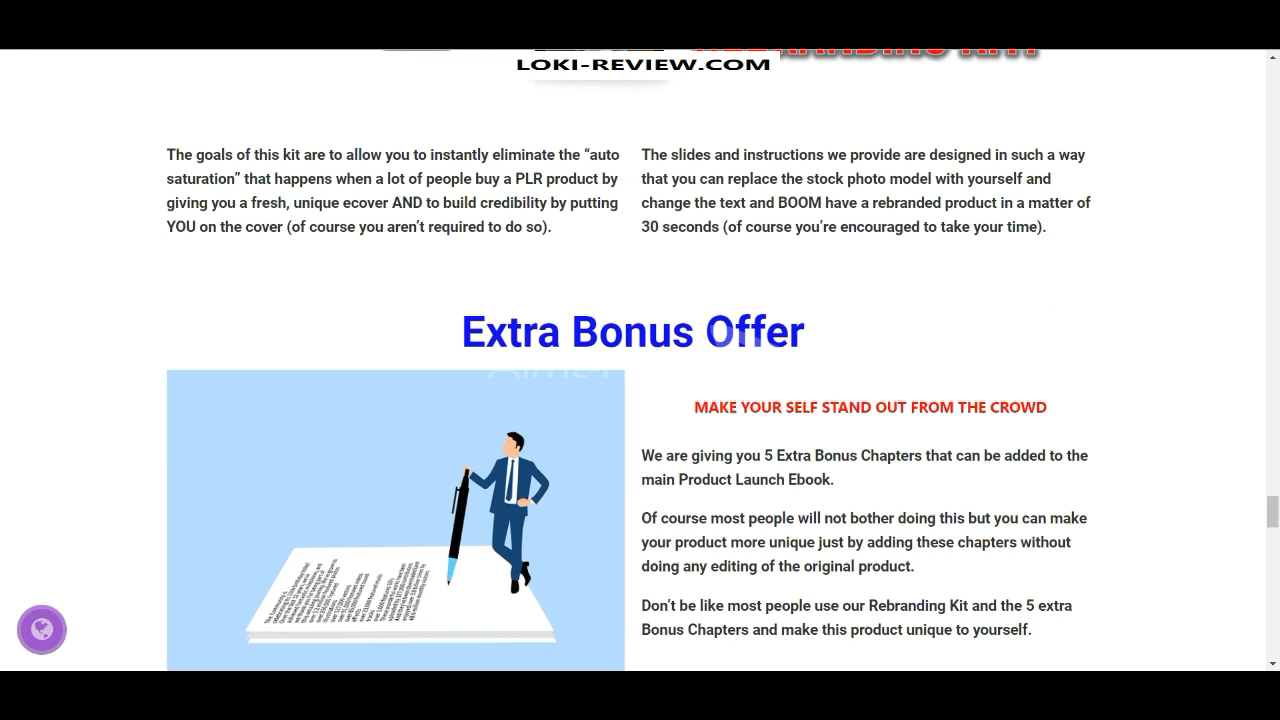 LOKI-REVIEW.COM
The goals of this kit are to allow you to instantly eliminate the “auto
saturation” that happens when a lot of people buy a PLR product by
giving you a fresh, unique ecover AND to build credibility by putting
YOU on the cover (of course you aren’t required to do so).
The slides and instructions we provide are designed in such a way
that you can replace the stock photo model with yourself and
change the text and BOOM have a rebranded product in a matter of
30 seconds (of course you’re encouraged to take your time).
Extra Bonus Offer
MAKE YOUR SELF STAND OUT FROM THE CROWD
We are giving you 5 Extra Bonus Chapters that can be added to the
main Product Launch Ebook.
Of course most people will not bother doing this but you can make
your product more unique just by adding these chapters without
doing any editing of the original product.
Don’t be like most people use our Rebranding Kit and the 5 extra
Bonus Chapters and make this product unique to yourself.